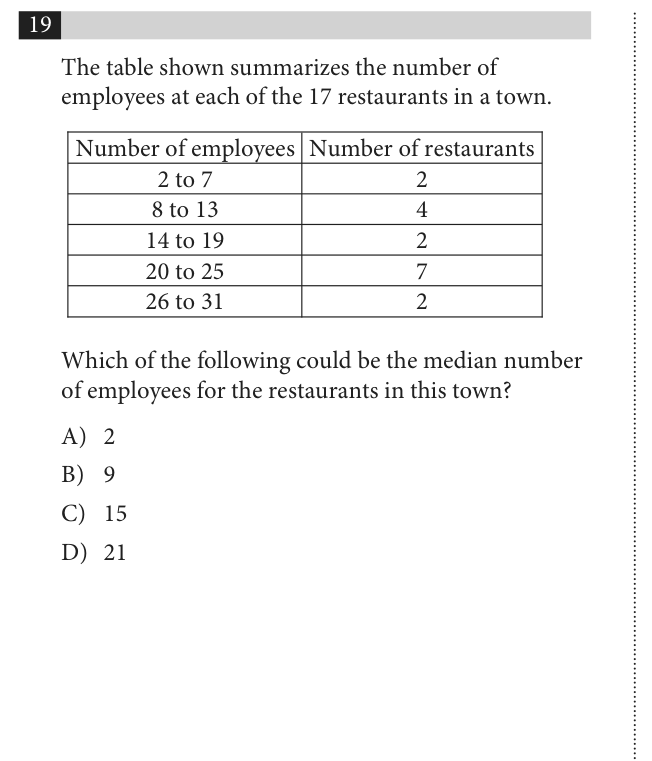 19
The table shown summarizes the number of
employees at each of the 17 restaurants in a town.
Number of employees Number of restaurants
2 to 7 2
8 to 13 4
14 to 19 2
20 to 25 7
26 to 31 2
Which of the following could be the median number
of employees for the restaurants in this town?
A) 2
B) 9
C) 15
D) 21